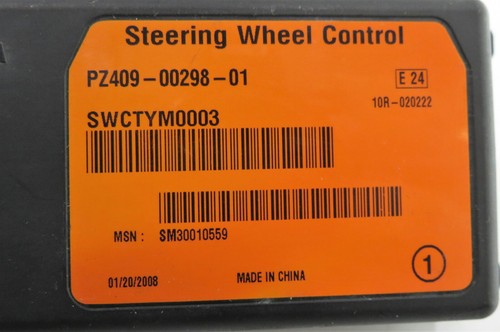 Steering Wheel Control
PZ409-00298-01
E 24
10R-020222
SWCTYM0003
MSN : SM30010559
01/20/2008
MADE IN CHINA
1